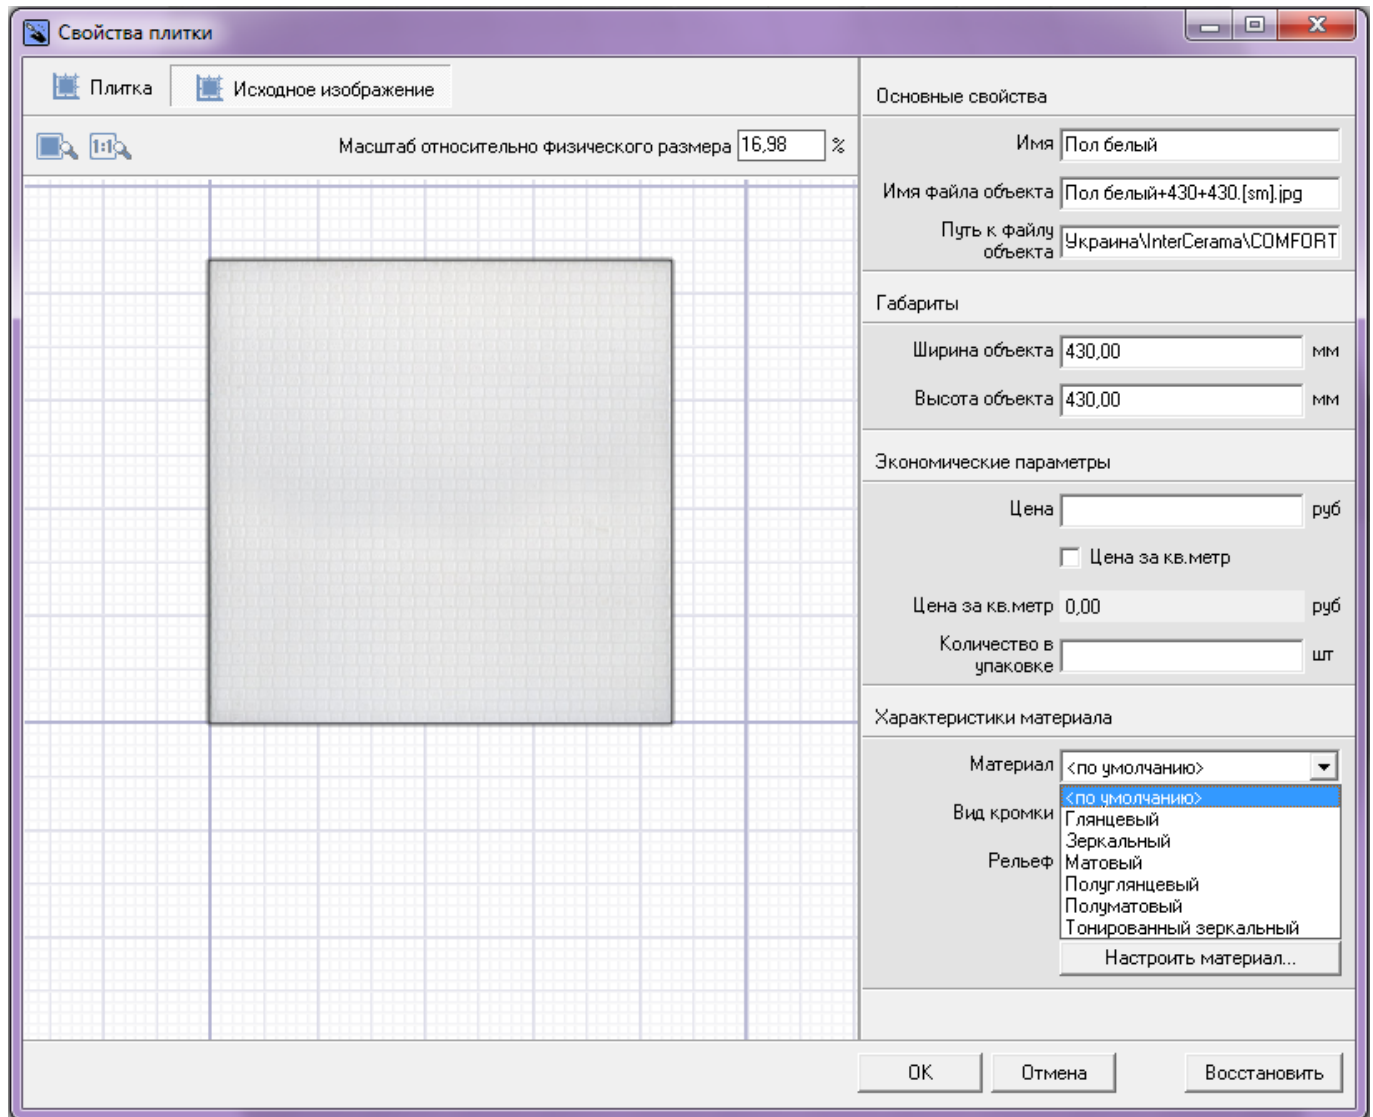 Свойства плитки
Плитка
Исходное изображение
1:1
Масштаб относительно физического размера 16,98 %
Основные свойства
Имя Пол белый
Имя файла объекта Пол белый+430+430.[sm].jpg
Путь к файлу
объекта Украина\InterCerama\COMFORT
Габариты
Ширина объекта 430,00 мм
Высота объекта 430,00 мм
Экономические параметры
Цена руб
Цена за кв.метр
Цена за кв.метр 0,00 руб
Количество в
упаковке шт
Характеристики материала
Материал <по умолчанию>
<по умолчанию>
Вид кромки
Глянцевый
Зеркальный
Рельеф
Матовый
Полуглянцевый
Полуматовый
Тонированный зеркальный
Настроить материал...
OK
Отмена
Восстановить